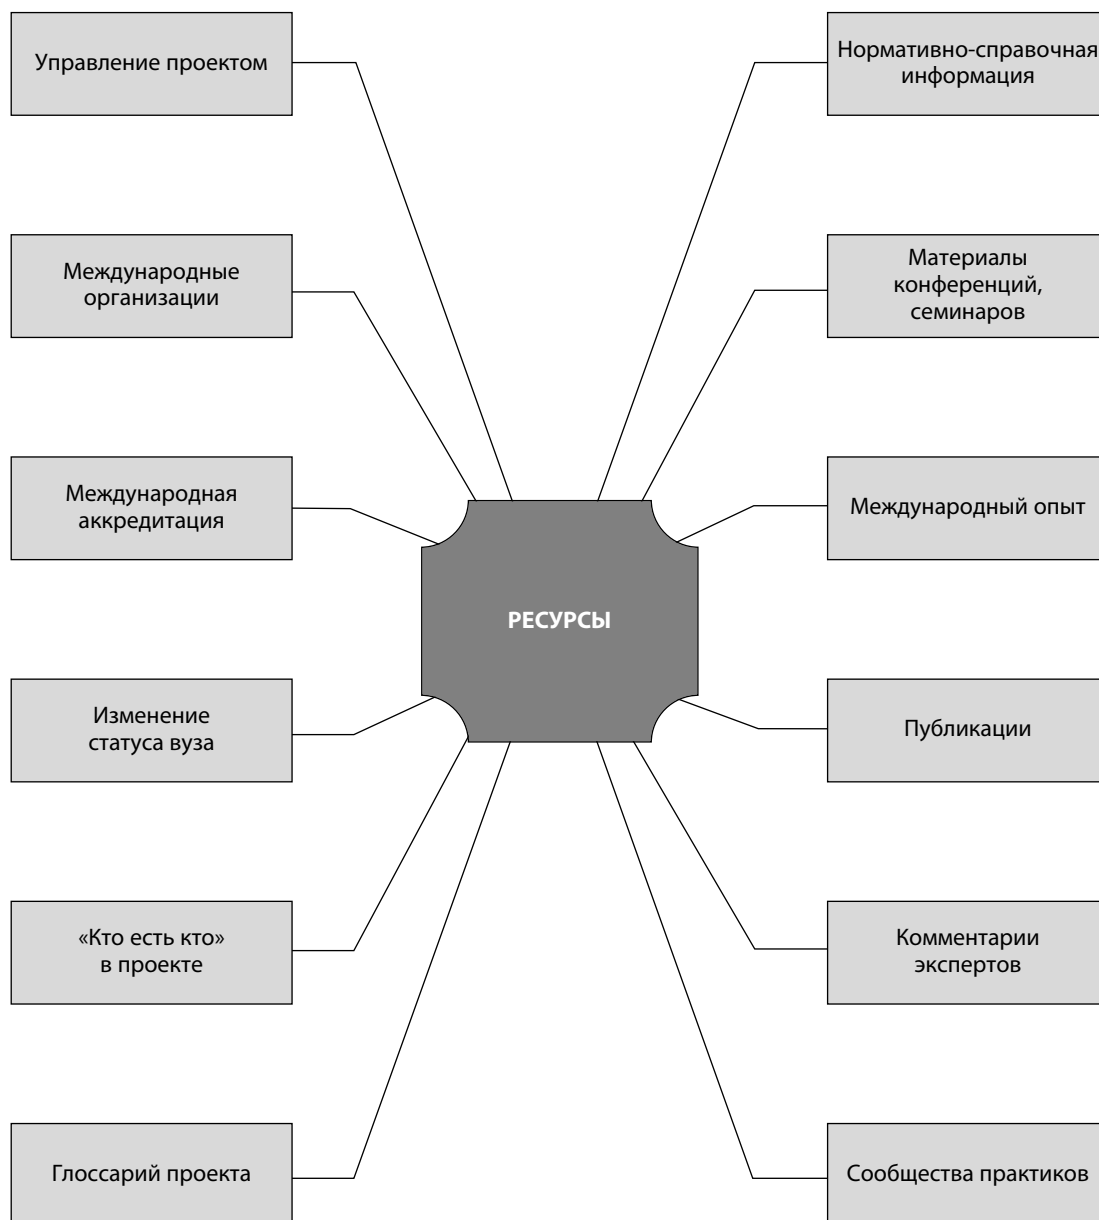 Управление проектом
Нормативно-справочная
информация
Международные
организации
Материалы
конференций,
семинаров
Международная
аккредитация
Международный опыт
РЕСУРСЫ
Изменение
статуса вуза
Публикации
«Кто есть кто»
в проекте
Комментарии
экспертов
Глоссарий проекта
Сообщества практиков